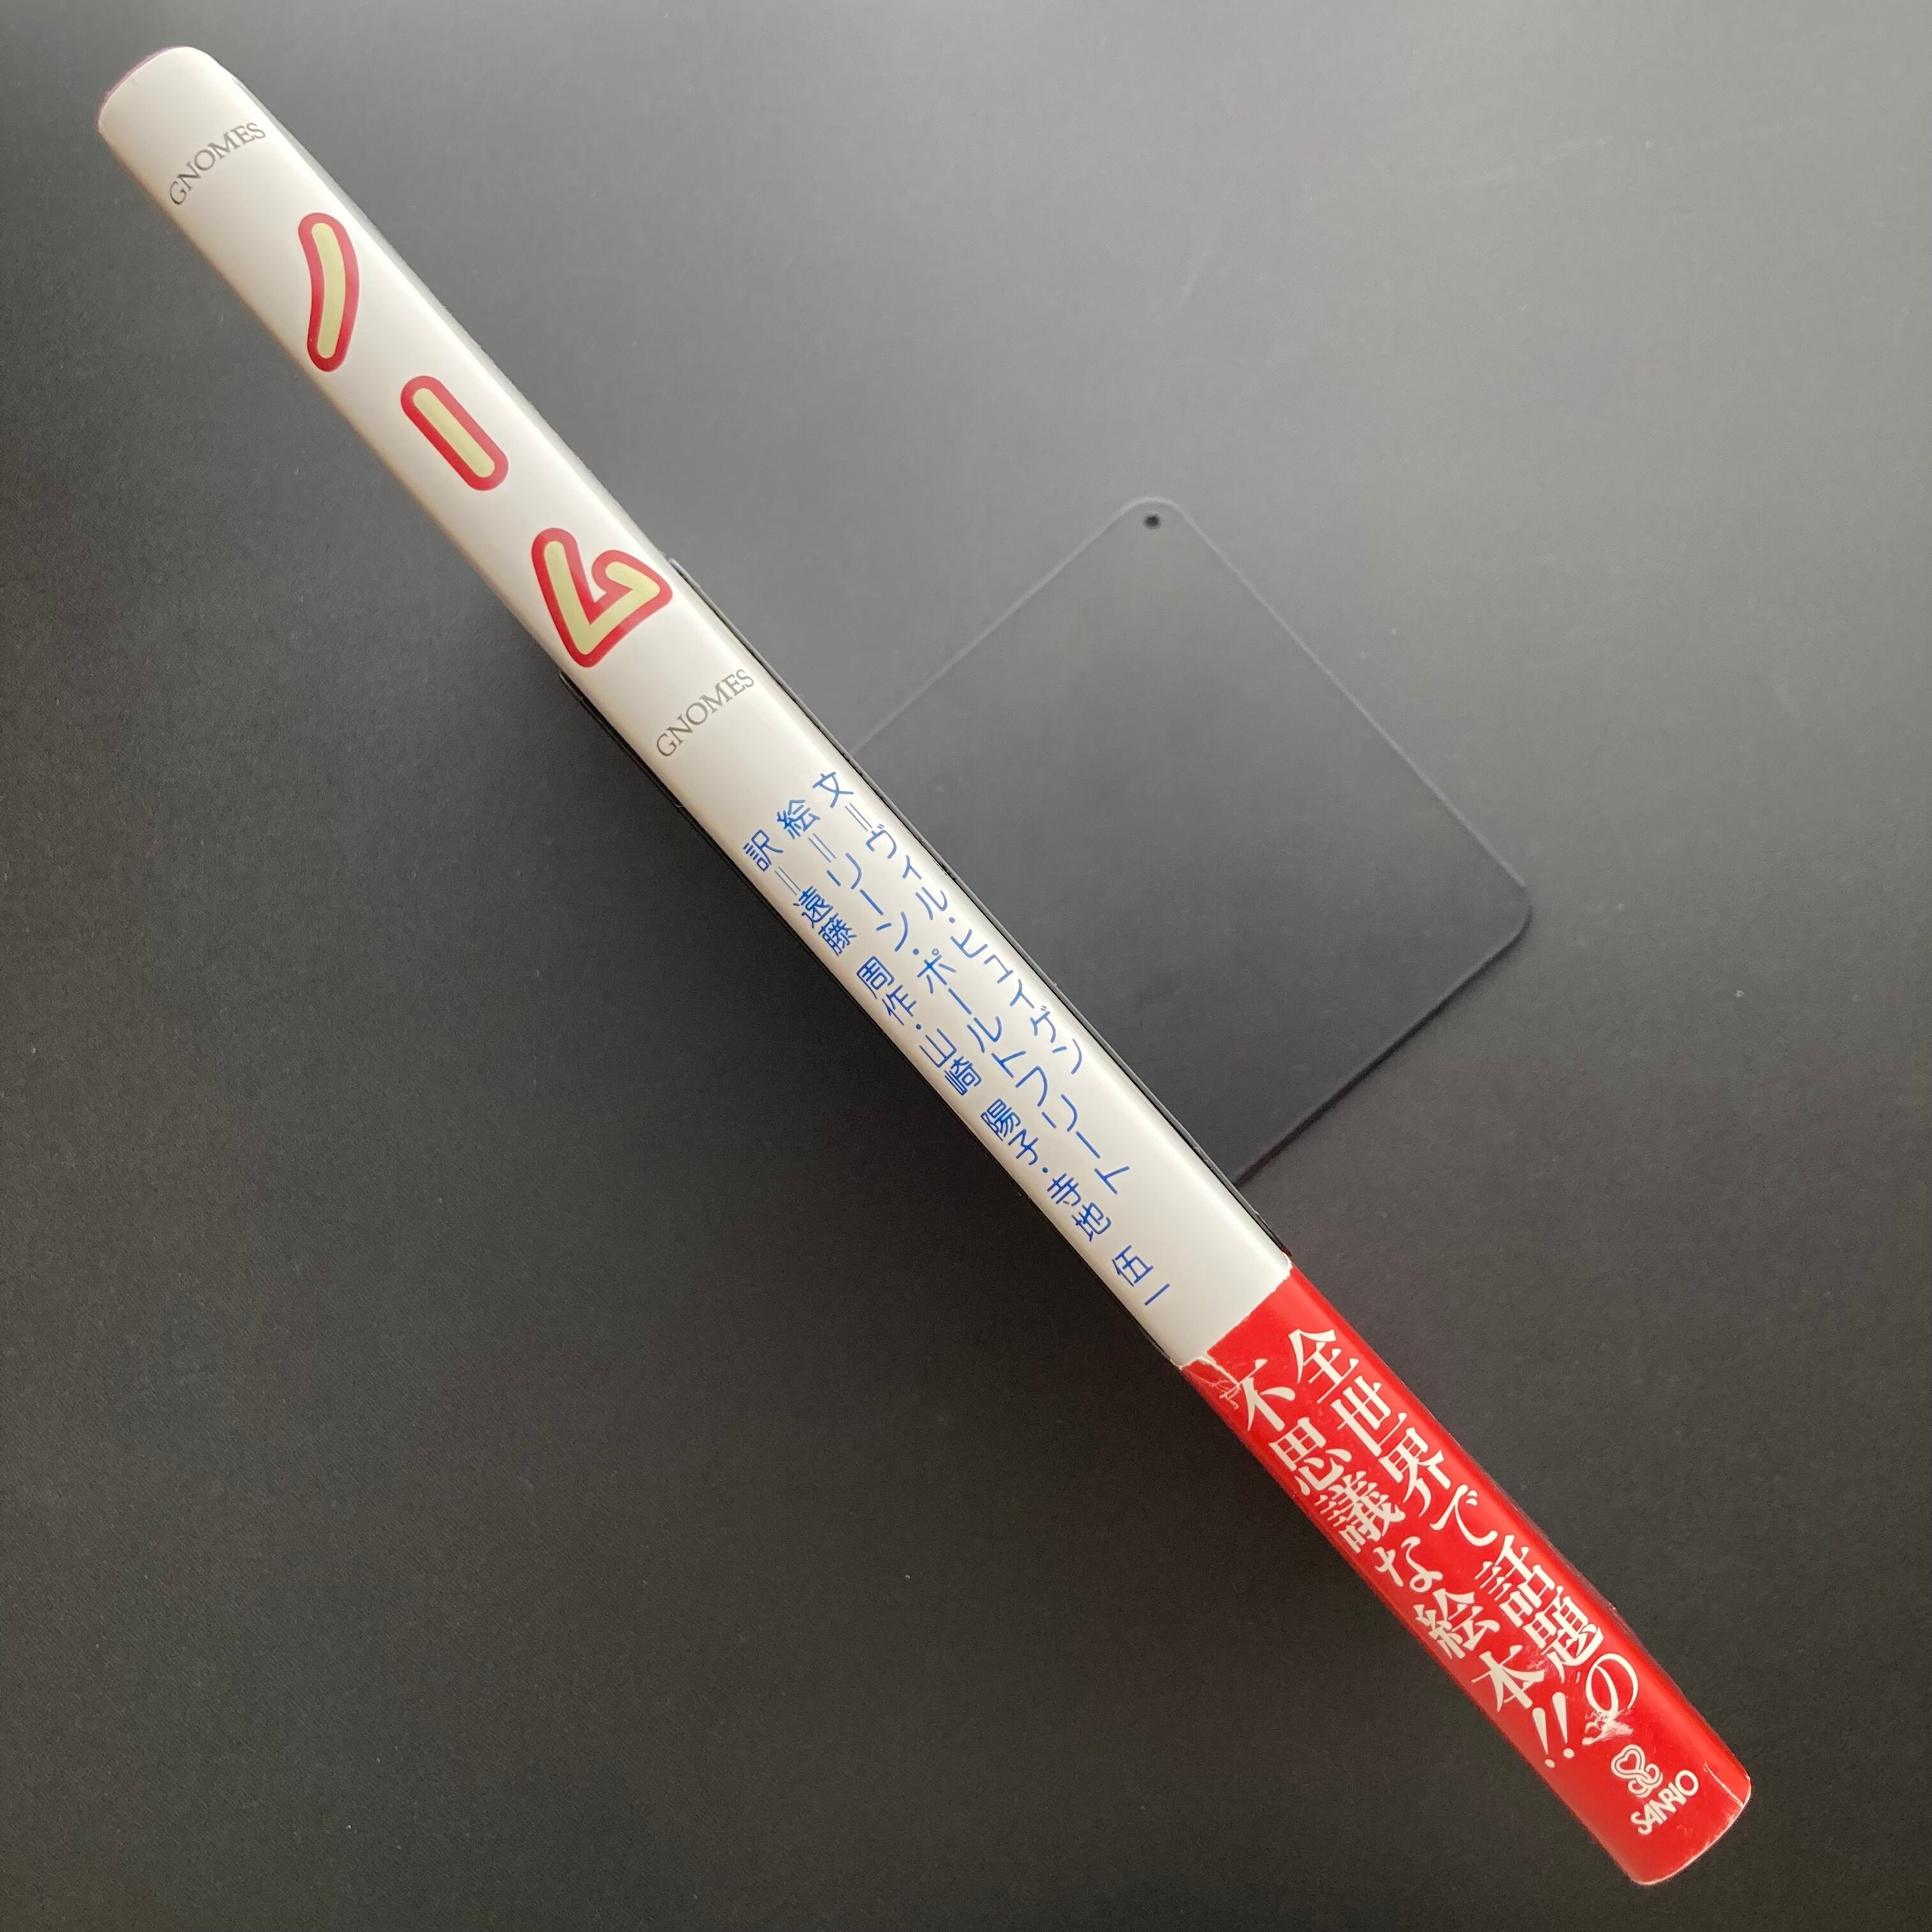 GNOMES
ノーム
GNOMES
文=ヴィル・ヒュイゲン
絵=リーン・ポールトフリート
訳=遠藤 周作・山崎 陽子・寺地 伍一
全世界で話題の
不思議な絵本!!
SANRIO